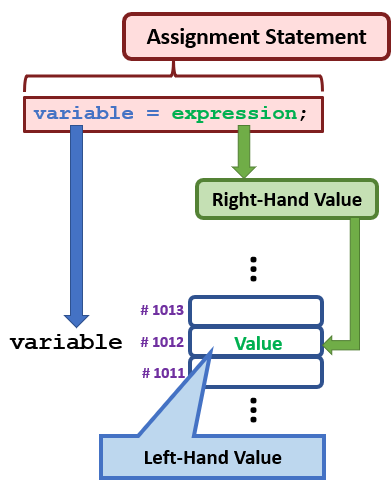 Assignment Statement
variable = expression;
Right-Hand Value
# 1013
variable # 1012 Value
# 1011
Left-Hand Value